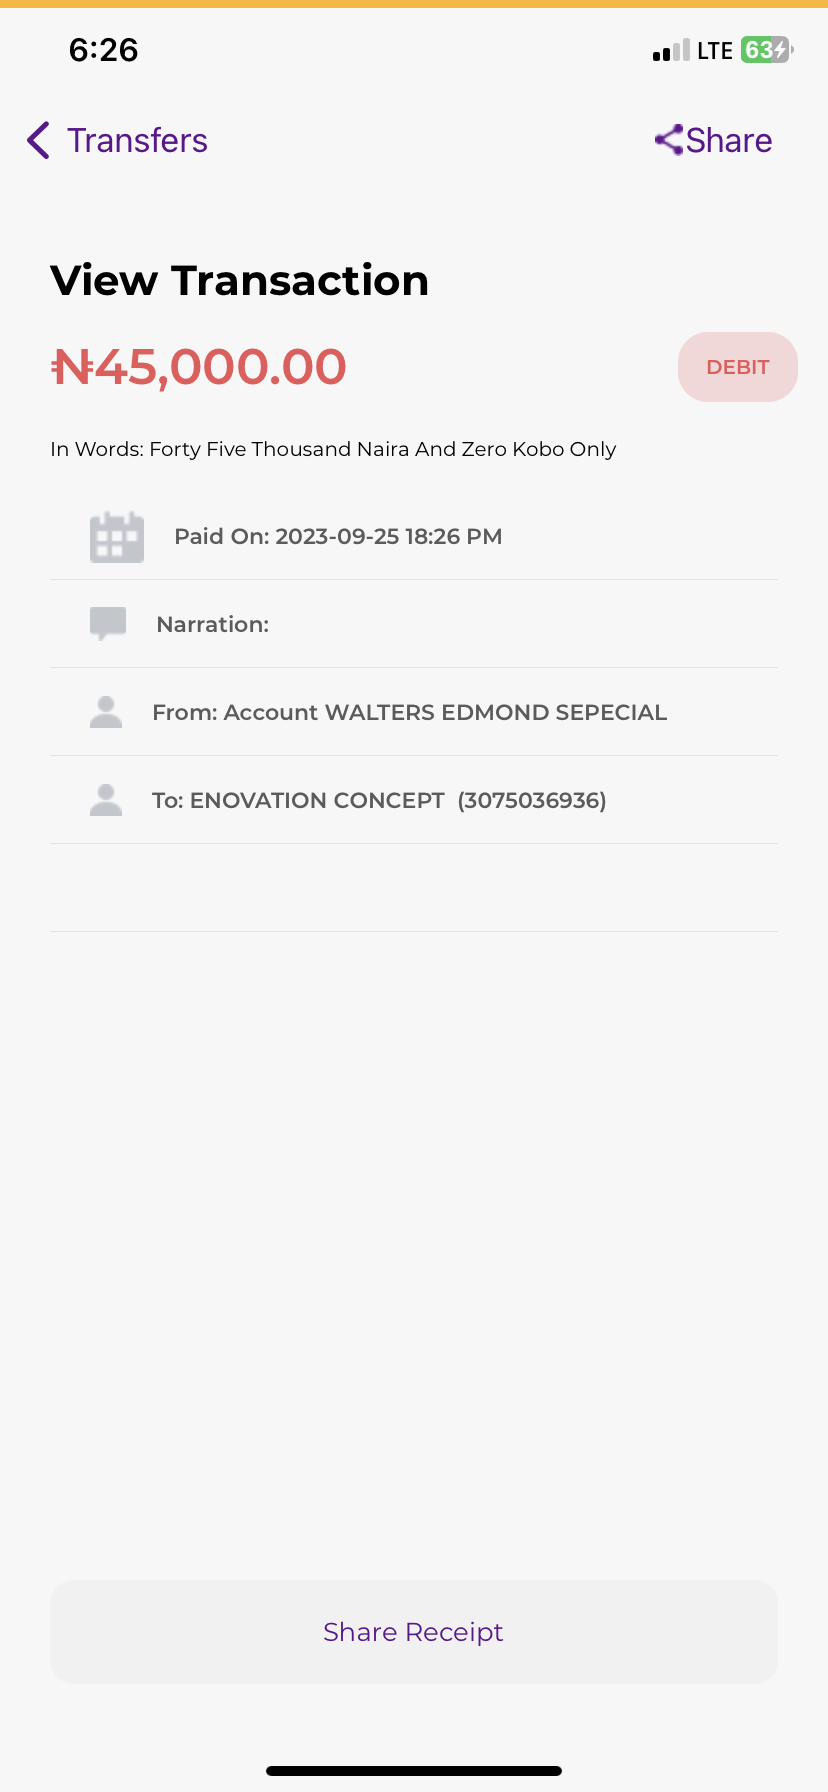 6:26
LTE 63
Transfers
Share
View Transaction
₦45,000.00
DEBIT
In Words: Forty Five Thousand Naira And Zero Kobo Only
Paid On: 2023-09-25 18:26 PM
Narration:
From: Account WALTERS EDMOND SEPECIAL
To: ENOVATION CONCEPT (3075036936)
Share Receipt